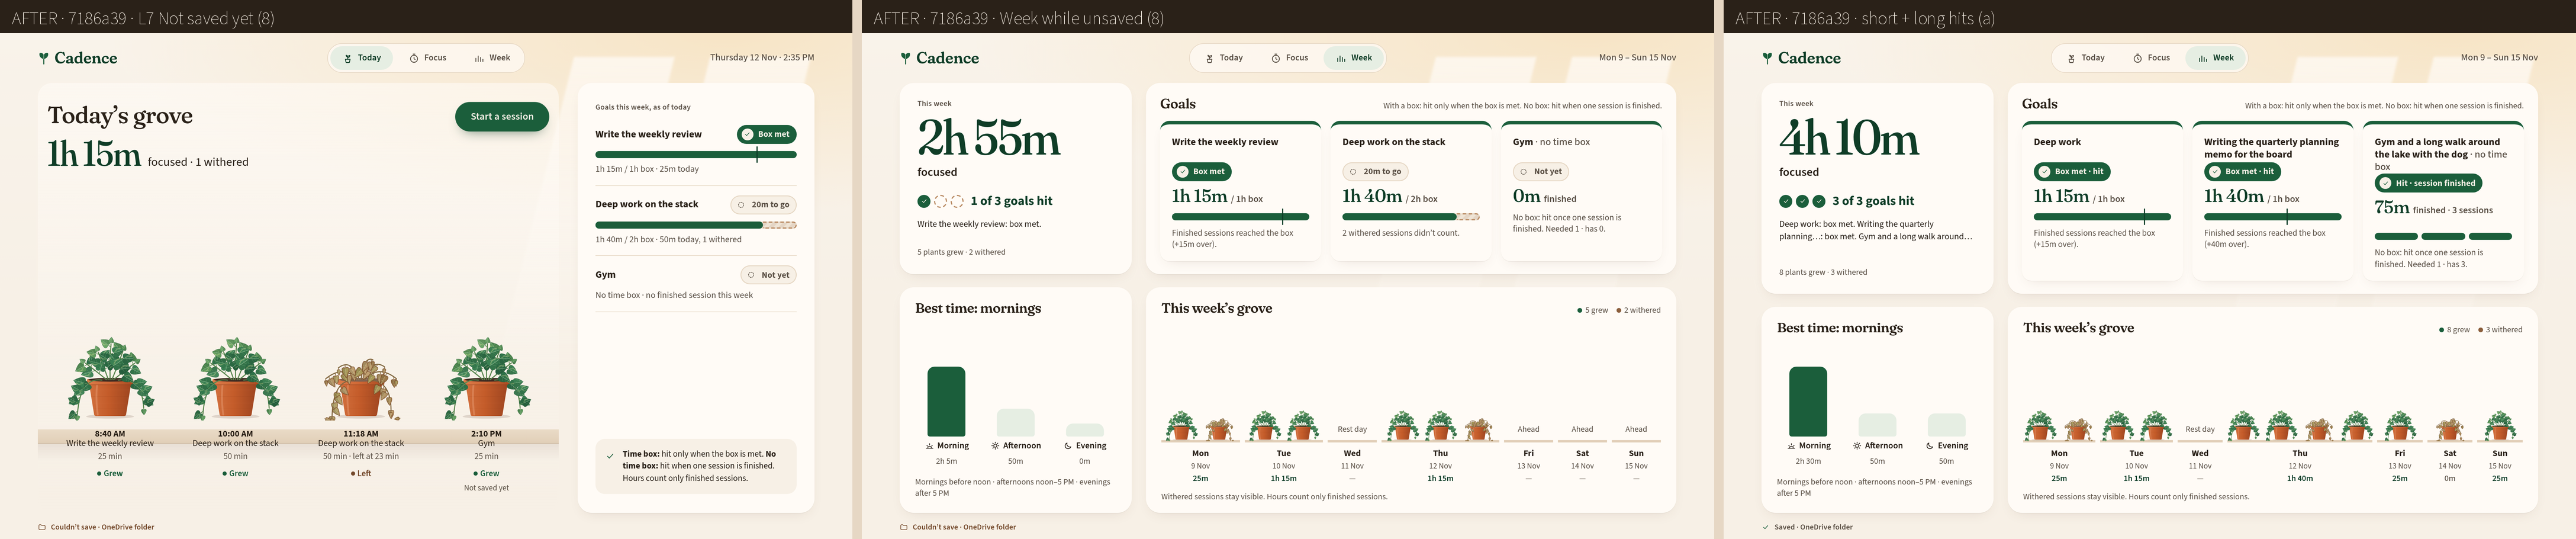 AFTER · 7186a39 · L7 Not saved yet (8)
Cadence
Today
Focus
Week
Thursday 12 Nov · 2:35 PM
Today's grove
Start a session
1h 15m focused · 1 withered
8:40 AM
Write the weekly review
25 min
Grew
10:00 AM
Deep work on the stack
50 min
Grew
11:18 AM
Deep work on the stack
50 min · left at 23 min
Left
2:10 PM
Gym
25 min
Grew
Not saved yet
Goals this week, as of today
Write the weekly review
Box met
1h 15m / 1h box · 25m today
Deep work on the stack
20m to go
1h 40m / 2h box · 50m today, 1 withered
Gym
Not yet
No time box · no finished session this week
Time box: hit only when the box is met. No
time box: hit when one session is finished.
Hours count only finished sessions.
Couldn't save · OneDrive folder
AFTER · 7186a39 · Week while unsaved (8)
Cadence
Today
Focus
Week
Mon 9 – Sun 15 Nov
This week
2h 55m
focused
1 of 3 goals hit
Write the weekly review: box met.
5 plants grew · 2 withered
Goals
With a box: hit only when the box is met. No box: hit when one session is finished.
Write the weekly review
Box met
1h 15m / 1h box
Finished sessions reached the box
(+15m over).
Deep work on the stack
20m to go
1h 40m / 2h box
2 withered sessions didn't count.
Gym · no time box
Not yet
0m finished
No box: hit once one session is
finished. Needed 1 · has 0.
Best time: mornings
Morning
2h 5m
Afternoon
50m
Evening
0m
Mornings before noon · afternoons noon–5 PM · evenings
after 5 PM
This week's grove
5 grew
2 withered
Mon
9 Nov
25m
Tue
10 Nov
1h 15m
Rest day
Wed
11 Nov
—
Thu
12 Nov
1h 15m
Ahead
Fri
13 Nov
—
Ahead
Sat
14 Nov
—
Ahead
Sun
15 Nov
—
Withered sessions stay visible. Hours count only finished sessions.
Couldn't save · OneDrive folder
AFTER · 7186a39 · short + long hits (a)
Cadence
Today
Focus
Week
Mon 9 – Sun 15 Nov
This week
4h 10m
focused
3 of 3 goals hit
Deep work: box met. Writing the quarterly
planning…: box met. Gym and a long walk around…
8 plants grew · 3 withered
Goals
With a box: hit only when the box is met. No box: hit when one session is finished.
Deep work
Box met · hit
1h 15m / 1h box
Finished sessions reached the box
(+15m over).
Writing the quarterly planning
memo for the board
Box met · hit
1h 40m / 1h box
Finished sessions reached the box
(+40m over).
Gym and a long walk around
the lake with the dog · no time
box
Hit · session finished
75m finished · 3 sessions
No box: hit once one session is
finished. Needed 1 · has 3.
Best time: mornings
Morning
2h 30m
Afternoon
50m
Evening
50m
Mornings before noon · afternoons noon–5 PM · evenings
after 5 PM
This week's grove
8 grew
3 withered
Mon
9 Nov
25m
Tue
10 Nov
1h 15m
Rest day
Wed
11 Nov
—
Thu
12 Nov
1h 40m
Fri
13 Nov
25m
Sat
14 Nov
0m
Sun
15 Nov
25m
Withered sessions stay visible. Hours count only finished sessions.
Saved · OneDrive folder